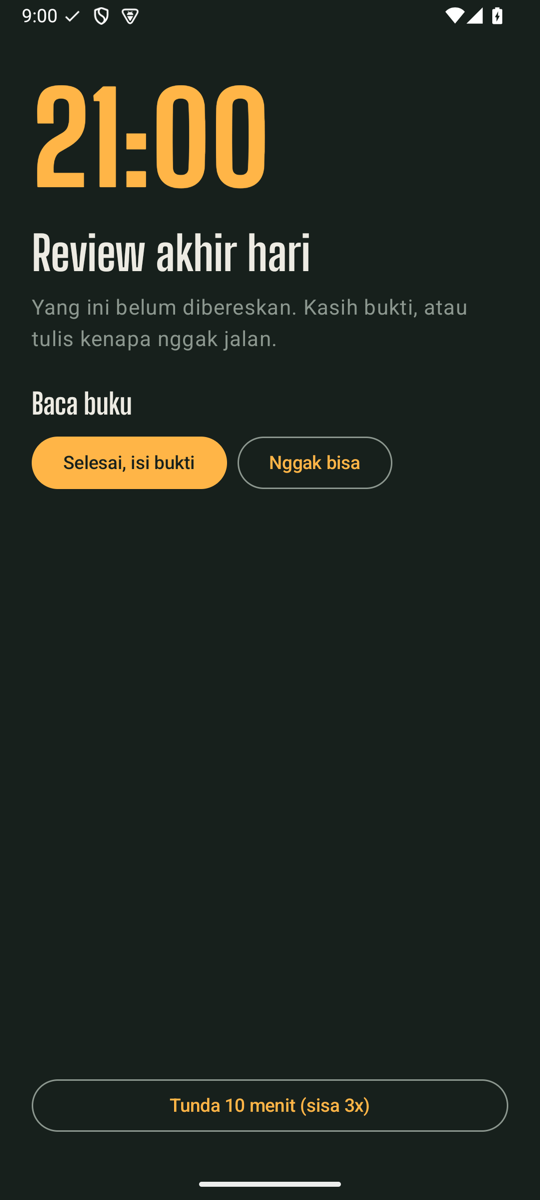 9:00
21:00
Review akhir hari
Yang ini belum dibereskan. Kasih bukti, atau
tulis kenapa nggak jalan.
Baca buku
Selesai, isi bukti
Nggak bisa
Tunda 10 menit (sisa 3x)